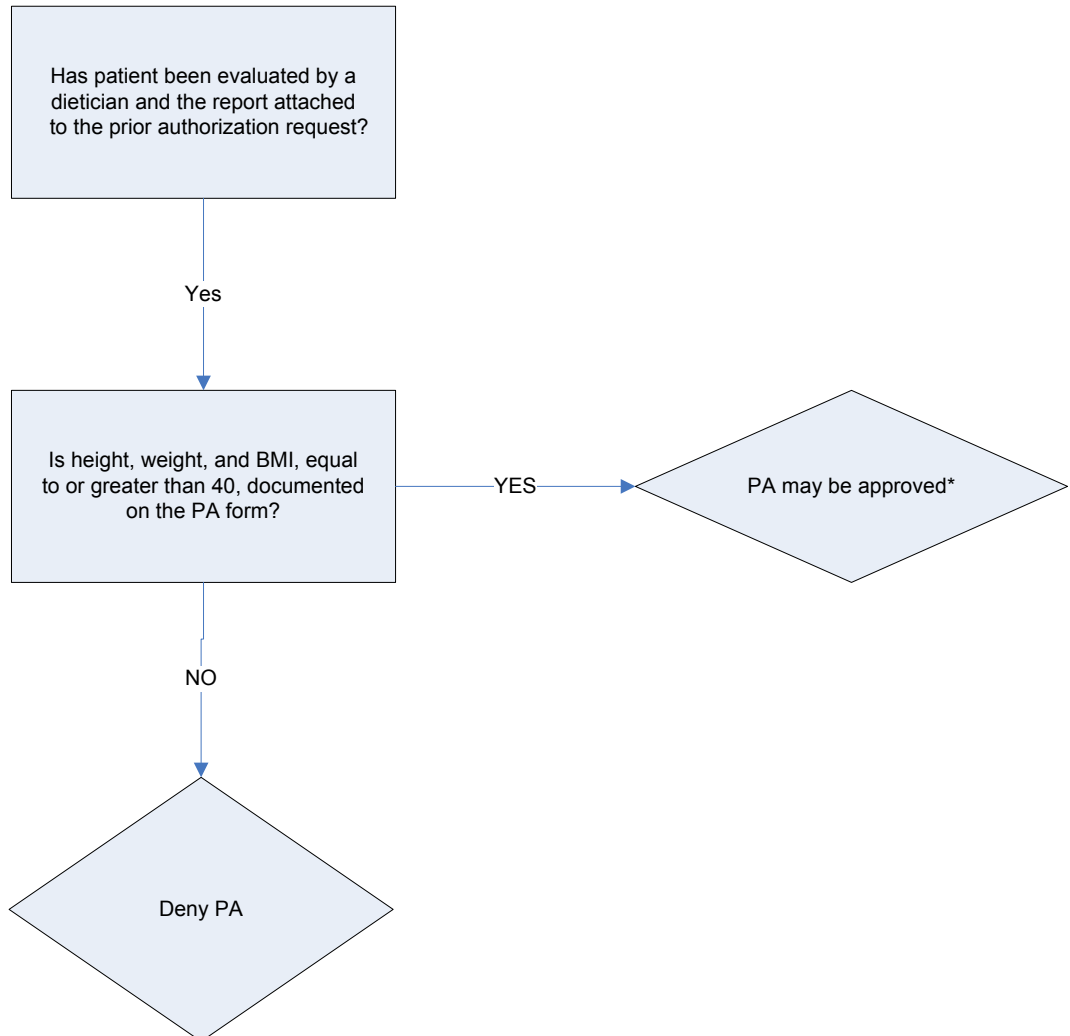 Has patient been evaluated by a
dietician and the report attached
to the prior authorization request?
Yes
Is height, weight, and BMI, equal
to or greater than 40, documented
on the PA form?
YES
PA may be approved*
NO
Deny PA